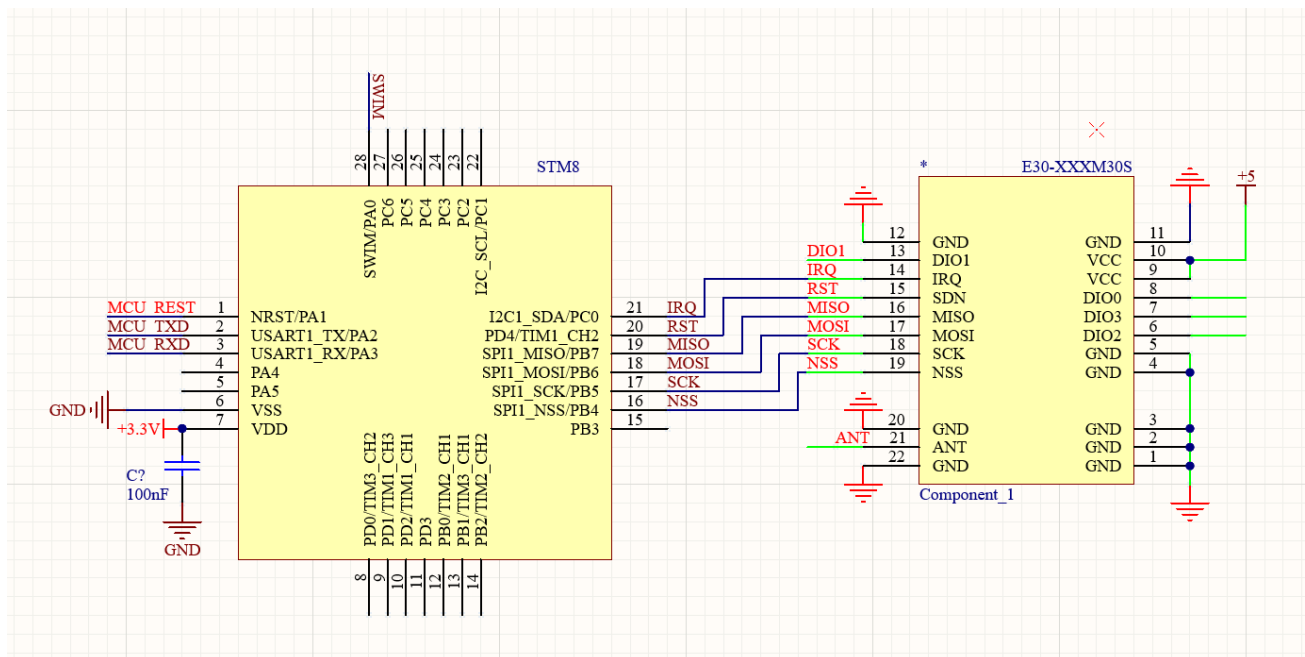 SWIM
28
27
26
25
24
23
22
STM8
SWIM/PA0
PC6
PC5
PC4
PC3
PC2
I2C_SCL/PC1
MCU_REST 1 NRST/PA1
MCU_TXD 2 USART1_TX/PA2
MCU_RXD 3 USART1_RX/PA3
4 PA4
5 PA5
GND 6 VSS
+3.3V 7 VDD
C?
100nF
GND
I2C1_SDA/PC0 21 IRQ
PD4/TIM1_CH2 20 RST
SPI1_MISO/PB7 19 MISO
SPI1_MOSI/PB6 18 MOSI
SPI1_SCK/PB5 17 SCK
SPI1_NSS/PB4 16 NSS
PB3 15
PD0/TIM3_CH2
PD1/TIM1_CH3
PD2/TIM1_CH1
PD3
PB0/TIM2_CH1
PB1/TIM3_CH1
PB2/TIM2_CH2
8
9
10
11
12
13
14
* E30-XXXM30S
+5
12 GND
DIO1 13 DIO1
IRQ 14 IRQ
RST 15 SDN
MISO 16 MISO
MOSI 17 MOSI
SCK 18 SCK
NSS 19 NSS
20 GND
ANT 21 ANT
22 GND
GND 11
VCC 10
VCC 9
DIO0 8
DIO3 7
DIO2 6
GND 5
GND 4
GND 3
GND 2
GND 1
Component_1